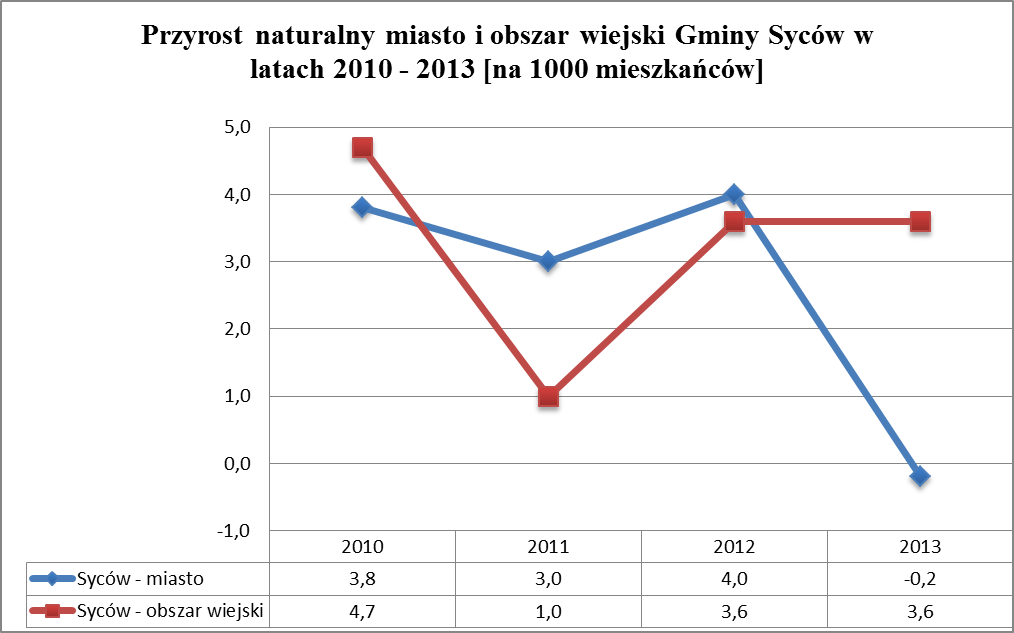 Przyrost naturalny miasto i obszar wiejski Gminy Syców w
latach 2010 - 2013 [na 1000 mieszkańców]
5,0
4,0
3,0
2,0
1,0
0,0
-1,0
2010 2011 2012 2013
Syców - miasto 3,8 3,0 4,0 -0,2
Syców - obszar wiejski 4,7 1,0 3,6 3,6